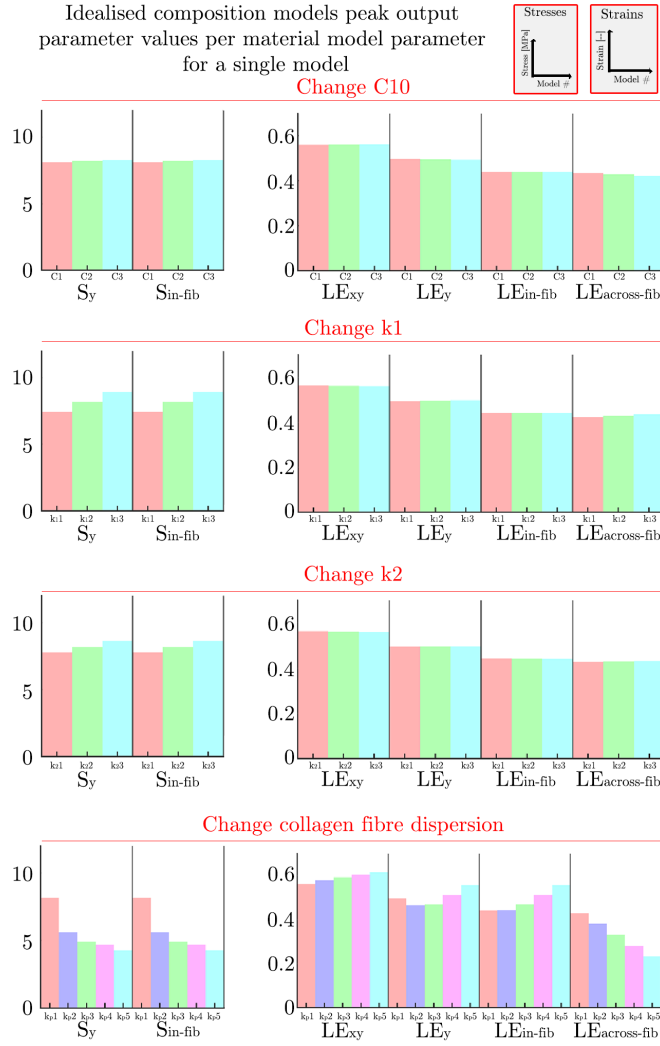 Idealised composition models peak output
parameter values per material model parameter
for a single model
Stresses
Stress [MPa]
Model #
Strains
Strain [–]
Model #
Change C10
10
5
0
C1 C2 C3 C1 C2 C3
Sy Sin-fib
0.6
0.4
0.2
0
C1 C2 C3 C1 C2 C3 C1 C2 C3 C1 C2 C3
LExy LEy LEin-fib LEacross-fib
Change k1
10
5
0
k11 k12 k13 k11 k12 k13
Sy Sin-fib
0.6
0.4
0.2
0
k11 k12 k13 k11 k12 k13 k11 k12 k13 k11 k12 k13
LExy LEy LEin-fib LEacross-fib
Change k2
10
5
0
k21 k22 k23 k21 k22 k23
Sy Sin-fib
0.6
0.4
0.2
0
k21 k22 k23 k21 k22 k23 k21 k22 k23 k21 k22 k23
LExy LEy LEin-fib LEacross-fib
Change collagen fibre dispersion
10
5
0
kp1 kp2 kp3 kp4 kp5 kp1 kp2 kp3 kp4 kp5
Sy Sin-fib
0.6
0.4
0.2
0
kp1 kp2 kp3 kp4 kp5 kp1 kp2 kp3 kp4 kp5 kp1 kp2 kp3 kp4 kp5 kp1 kp2 kp3 kp4 kp5
LExy LEy LEin-fib LEacross-fib